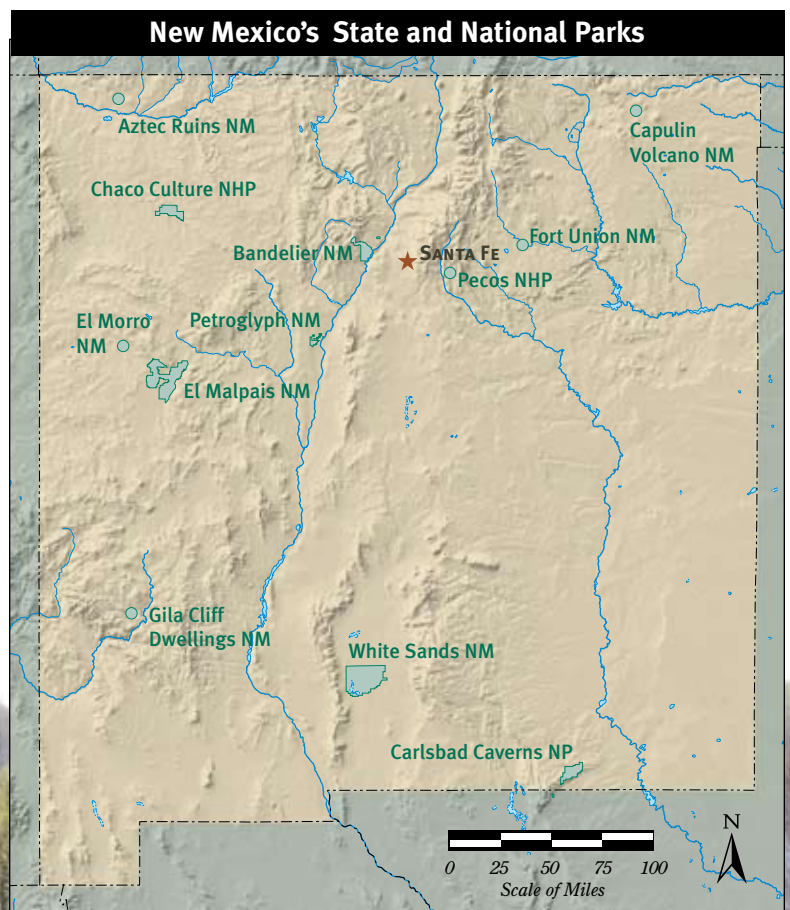 New Mexico's State and National Parks
Aztec Ruins NM
Capulin
Volcano NM
Chaco Culture NHP
Fort Union NM
Bandelier NM
Santa Fe
Pecos NHP
El Morro
NM
Petroglyph NM
El Malpais NM
Gila Cliff
Dwellings NM
White Sands NM
Carlsbad Caverns NP
N
0 25 50 75 100
Scale of Miles